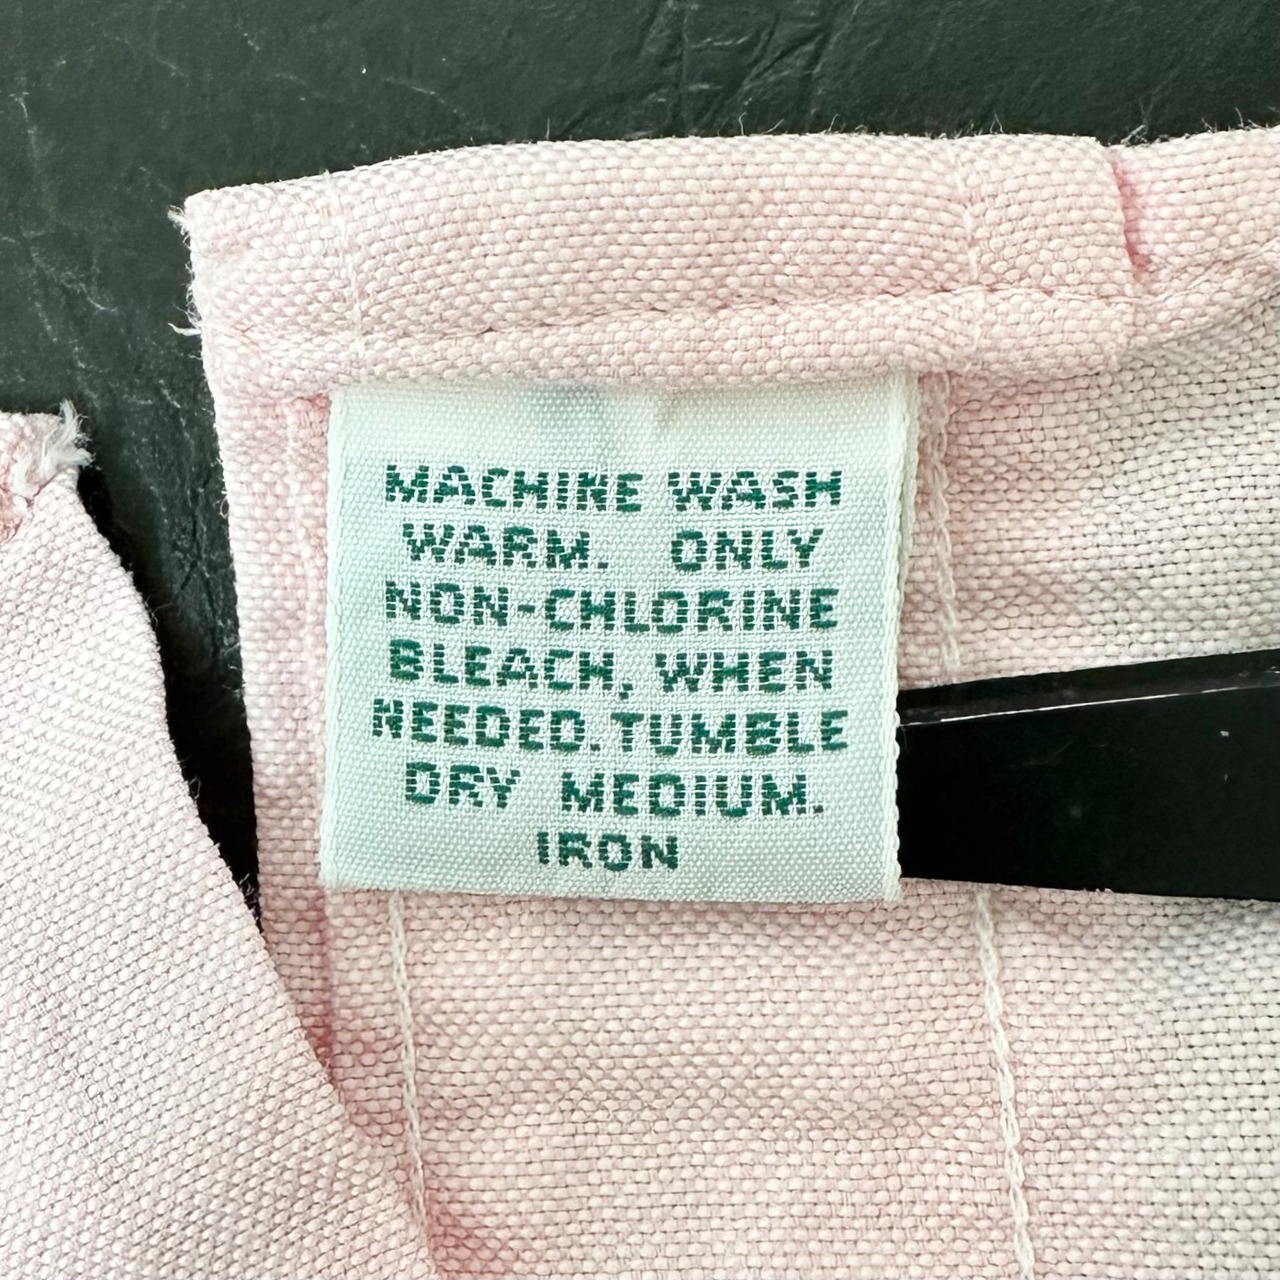 MACHINE WASH
WARM. ONLY
NON-CHLORINE
BLEACH, WHEN
NEEDED. TUMBLE
DRY MEDIUM.
IRON